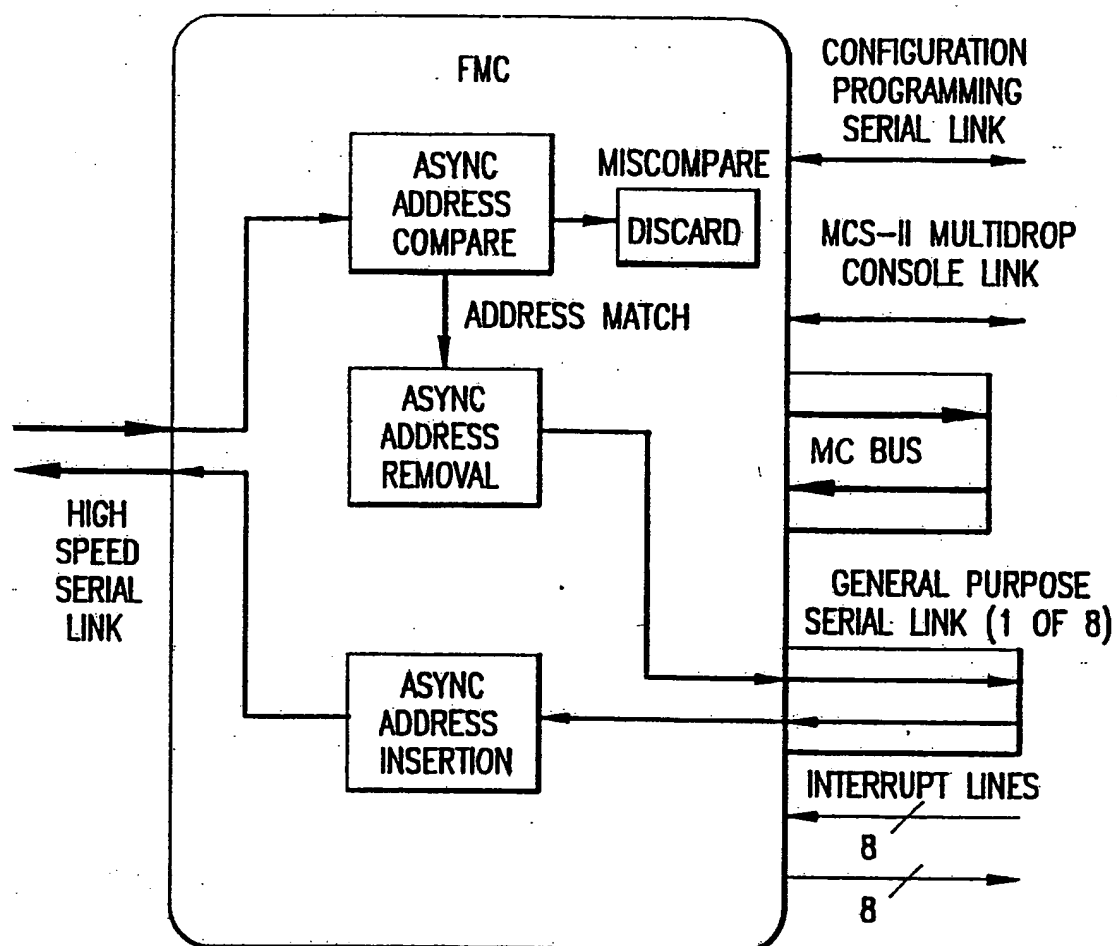 FMC
ASYNC
ADDRESS
COMPARE
MISCOMPARE
DISCARD
ADDRESS MATCH
ASYNC
ADDRESS
REMOVAL
ASYNC
ADDRESS
INSERTION
HIGH
SPEED
SERIAL
LINK
CONFIGURATION
PROGRAMMING
SERIAL LINK
MCS-II MULTIDROP
CONSOLE LINK
MC BUS
GENERAL PURPOSE
SERIAL LINK (1 OF 8)
INTERRUPT LINES
8
8